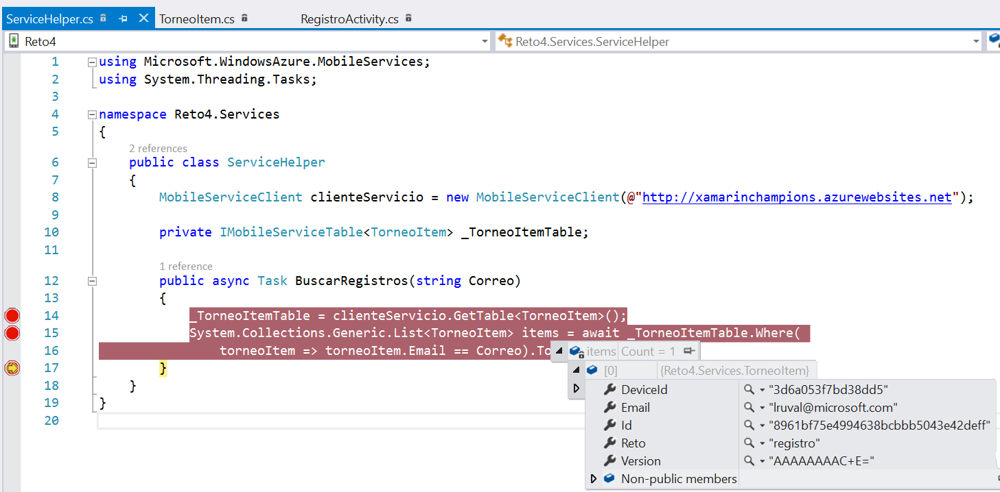 ServiceHelper.cs TorneoItem.cs RegistroActivity.cs
Reto4 Reto4.Services.ServiceHelper
1 using Microsoft.WindowsAzure.MobileServices;
2 using System.Threading.Tasks;
3
4 namespace Reto4.Services
5 {
2 references
6 public class ServiceHelper
7 {
8 MobileServiceClient clienteServicio = new MobileServiceClient(@"http://xamarinchampions.azurewebsites.net");
9
10 private IMobileServiceTable<TorneoItem> _TorneoItemTable;
11
1 reference
12 public async Task BuscarRegistros(string Correo)
13 {
14 _TorneoItemTable = clienteServicio.GetTable<TorneoItem>();
15 System.Collections.Generic.List<TorneoItem> items = await _TorneoItemTable.Where(
16 torneoItem => torneoItem.Email == Correo).To
items Count = 1
17 }
[0] {Reto4.Services.TorneoItem}
18 }
DeviceId "3d6a053f7bd38dd5"
19 }
Email "lruval@microsoft.com"
20
Id "8961bf75e4994638bcbbb5043e42deff"
Reto "registro"
Version "AAAAAAAAC+E="
Non-public members